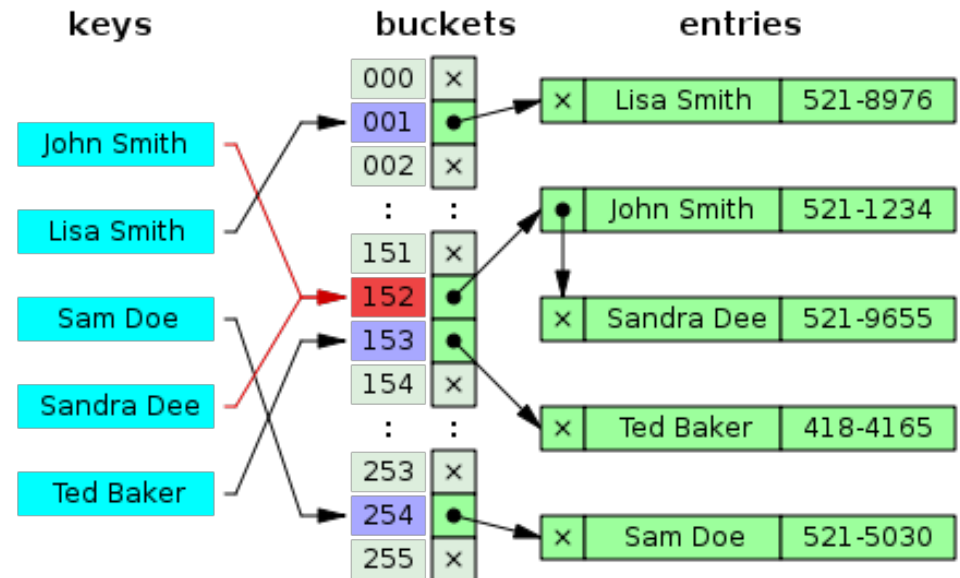 keys
buckets
entries
John Smith
Lisa Smith
Sam Doe
Sandra Dee
Ted Baker
000 ×
001
002 ×
: :
151 ×
152
153
154 ×
: :
253 ×
254
255 ×
× Lisa Smith 521-8976
John Smith 521-1234
× Sandra Dee 521-9655
× Ted Baker 418-4165
× Sam Doe 521-5030